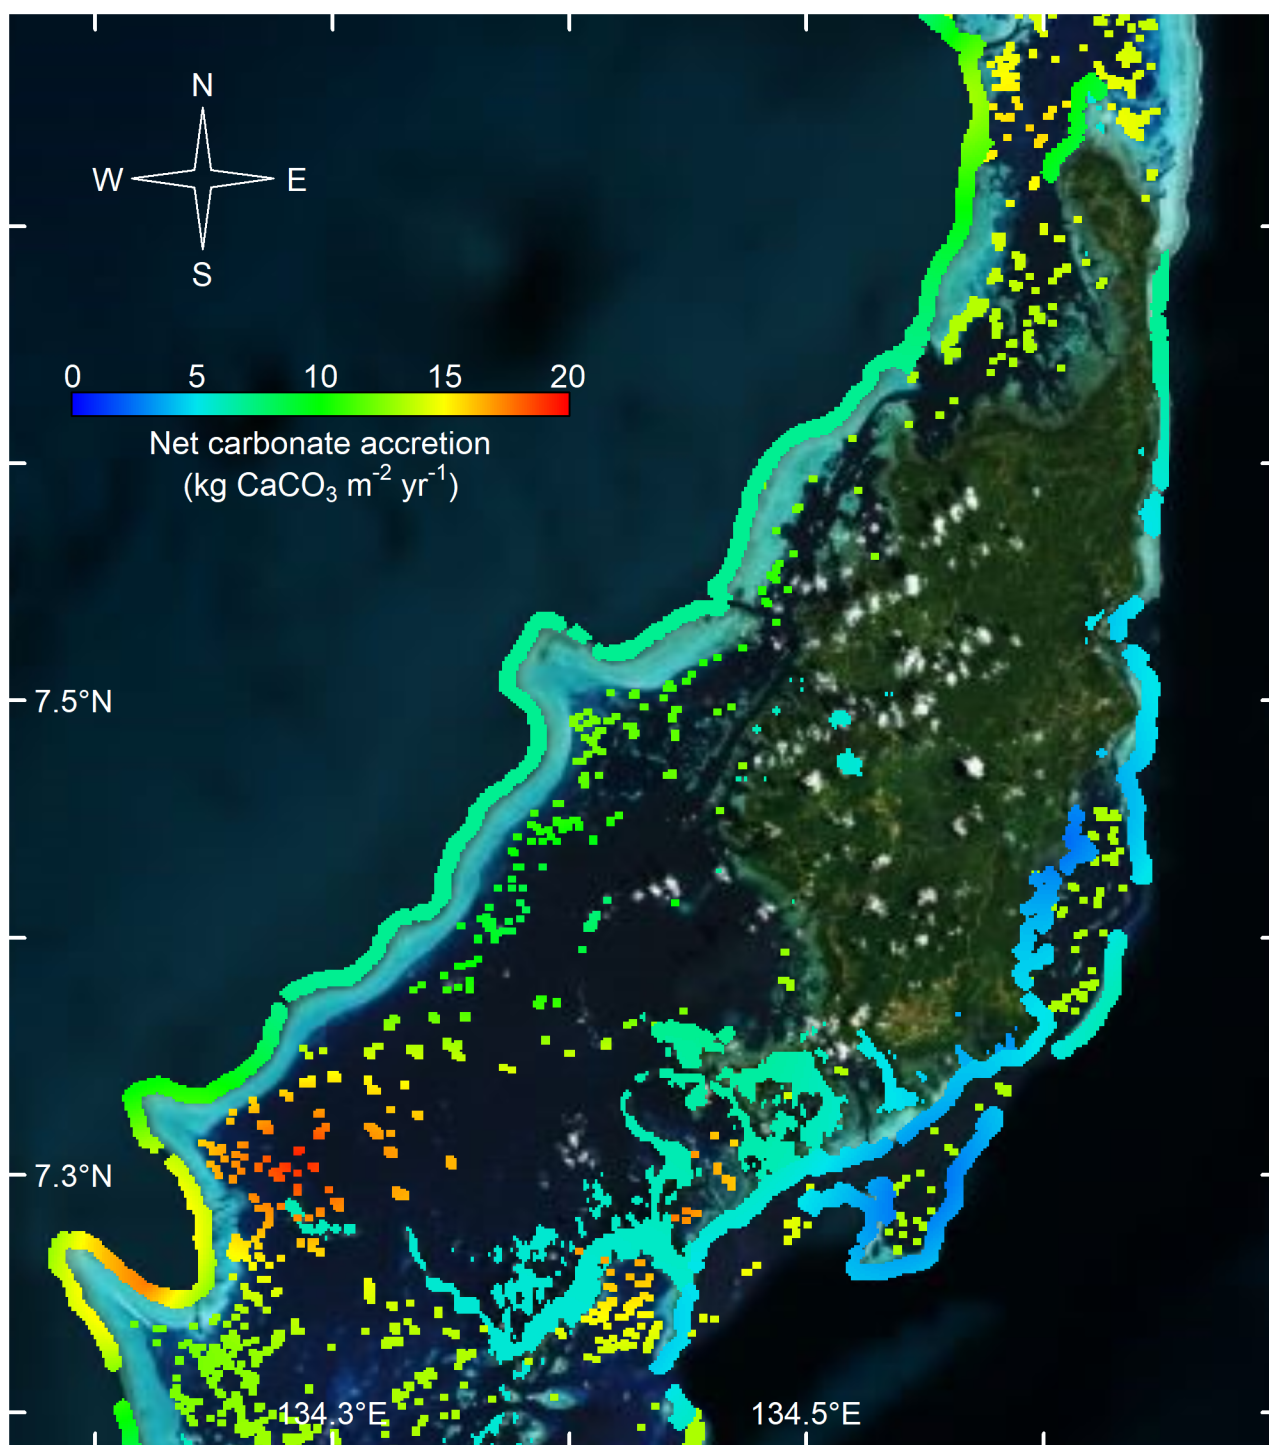 N
W E
S
0 5 10 15 20
Net carbonate accretion
(kg CaCO₃ m⁻² yr⁻¹)
7.5°N
7.3°N
134.3°E 134.5°E